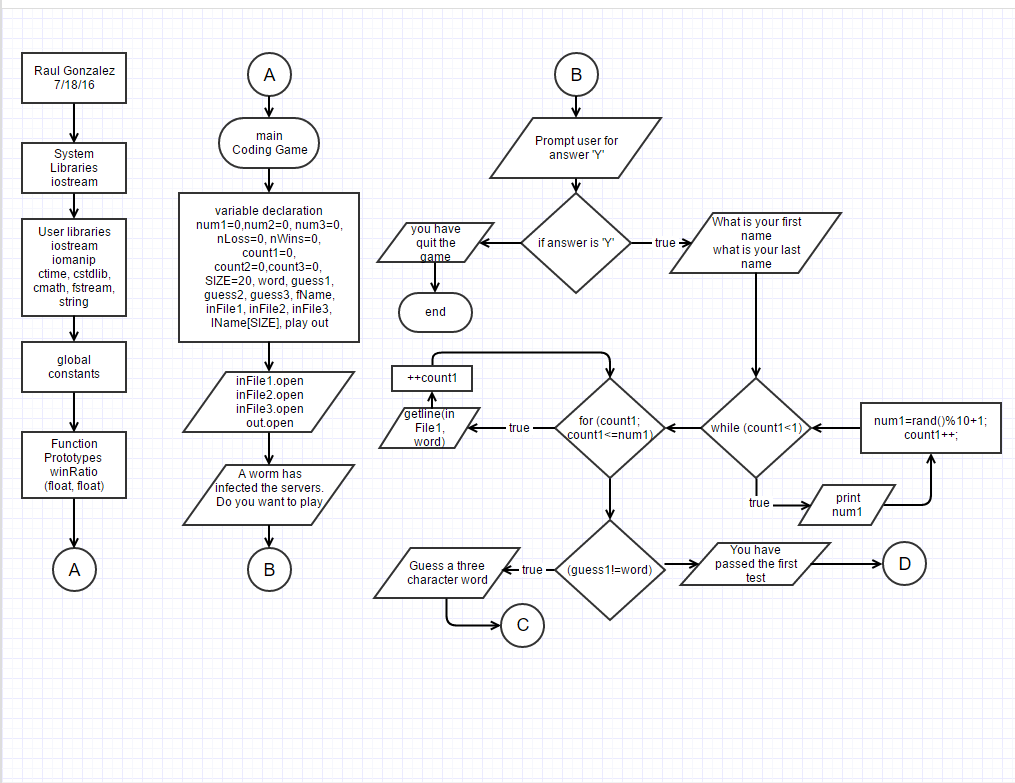 Raul Gonzalez
7/18/16
System
Libraries
iostream
User libraries
iostream
iomanip
ctime, cstdlib,
cmath, fstream,
string
global
constants
Function
Prototypes
winRatio
(float, float)
A
A
main
Coding Game
variable declaration
num1=0,num2=0, num3=0,
nLoss=0, nWins=0,
count1=0,
count2=0,count3=0,
SIZE=20, word, guess1,
guess2, guess3, fName,
inFile1, inFile2, inFile3,
lName[SIZE], play out
inFile1.open
inFile2.open
inFile3.open
out.open
A worm has
infected the servers.
Do you want to play
B
B
Prompt user for
answer 'Y'
if answer is 'Y'
you have
quit the
game
end
true
What is your first
name
what is your last
name
while (count1<1)
true
print
num1
num1=rand()%10+1;
count1++;
for (count1;
count1<=num1)
true
getline(in
File1,
word)
++count1
(guess1!=word)
true
Guess a three
character word
C
You have
passed the first
test
D